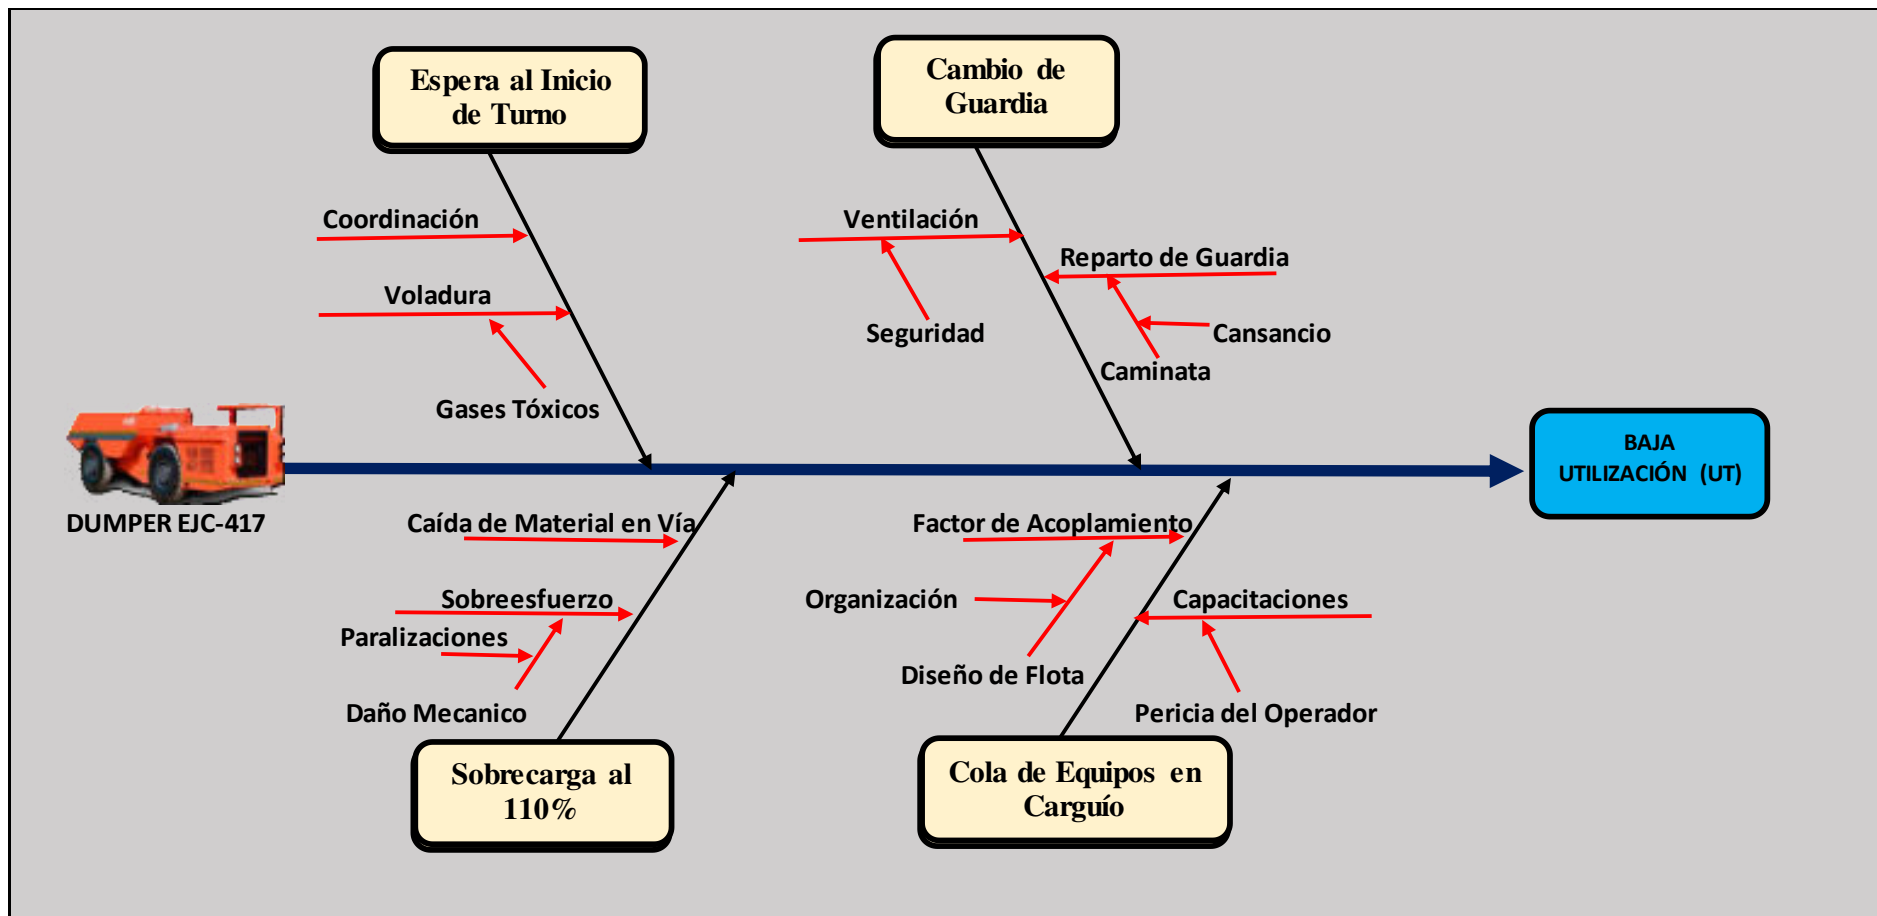 Espera al Inicio
de Turno
Cambio de
Guardia
Coordinación
Ventilación
Reparto de Guardia
Voladura
Seguridad
Cansancio
Caminata
Gases Tóxicos
BAJA
UTILIZACIÓN (UT)
DUMPER EJC-417
Caída de Material en Vía
Factor de Acoplamiento
Sobreesfuerzo
Organización
Capacitaciones
Paralizaciones
Diseño de Flota
Daño Mecanico
Pericia del Operador
Sobrecarga al
110%
Cola de Equipos en
Carguío